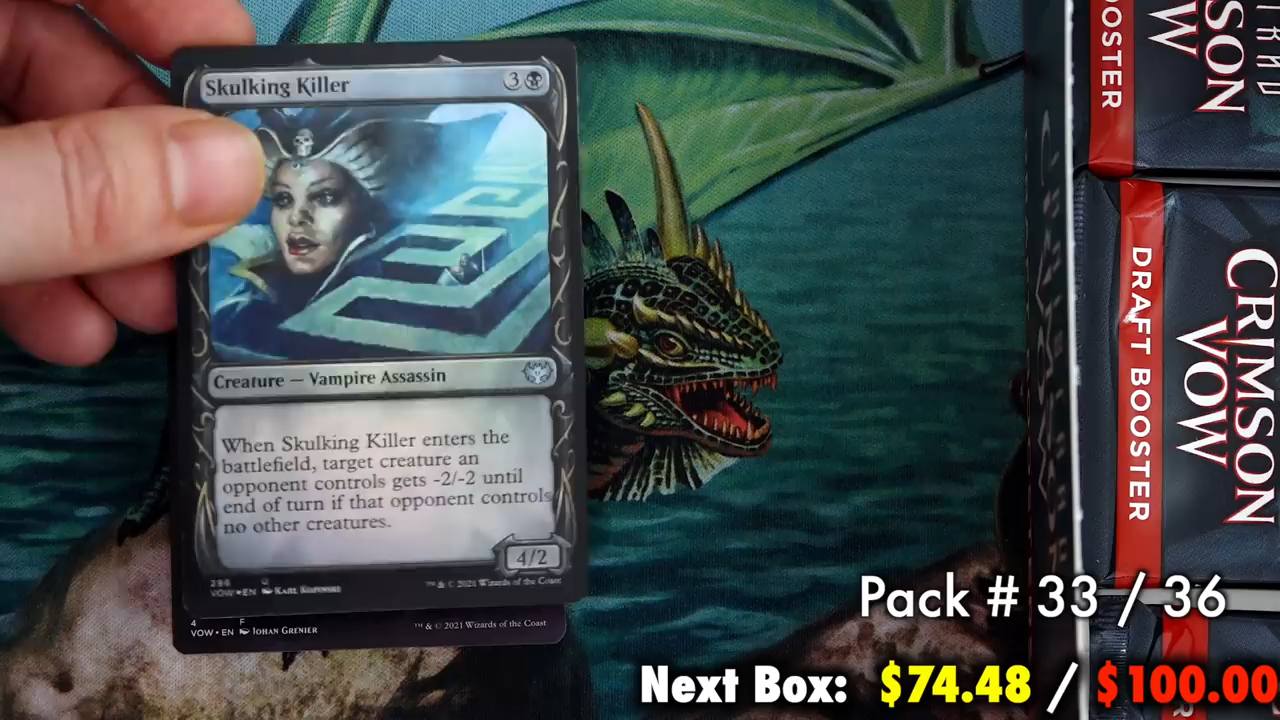 Skulking Killer 3
Creature — Vampire Assassin
When Skulking Killer enters the
battlefield, target creature an
opponent controls gets -2/-2 until
end of turn if that opponent controls
no other creatures.
4/2
286 U
VOW★EN KARL KOPINSKI
™ & © 2021 Wizards of the Coast
4 F
VOW • EN JOHAN GRENIER
™ & © 2021 Wizards of the Coast
CRIMSON
VOW
DRAFT BOOSTER
Pack # 33 / 36
Next Box: $74.48 / $100.00